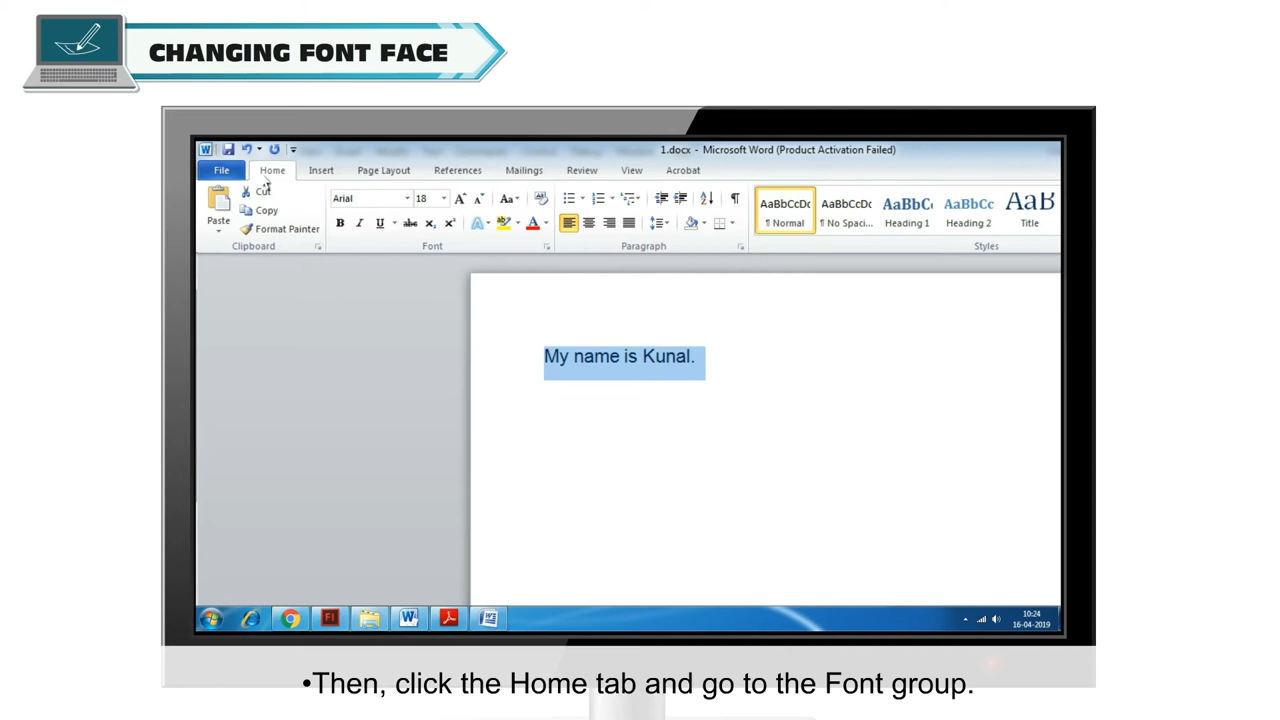 CHANGING FONT FACE
1.docx - Microsoft Word (Product Activation Failed)
File Home Insert Page Layout References Mailings Review View Acrobat
Paste
Cut
Copy
Format Painter
Clipboard
Arial 18
Font
Paragraph
AaBbCcDc AaBbCcDc AaBbCc AaBbCc AaB
¶ Normal ¶ No Spaci... Heading 1 Heading 2 Title
Styles
My name is Kunal.
10:24
16-04-2019
•Then, click the Home tab and go to the Font group.